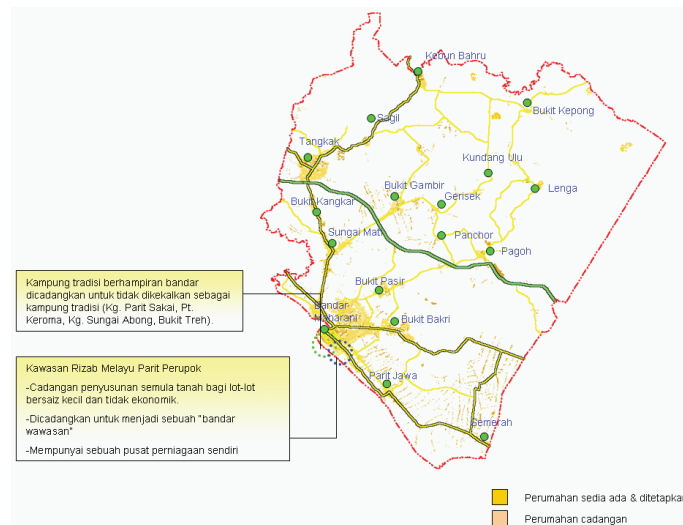 Kebun Bahru
Bukit Kepong
Sagil
Tangkak
Kundang Ulu
Bukit Gambir
Lenga
Gerisek
Bukit Kangkar
Sungai Mati
Panchor
Pagoh
Kampung tradisi berhampiran bandar
dicadangkan untuk tidak dikekalkan sebagai
kampung tradisi (Kg. Parit Sakai, Pt.
Keroma, Kg. Sungai Abong, Bukit Treh).
Bukit Pasir
Bandar
Maharani
Bukit Bakri
Kawasan Rizab Melayu Parit Perupok
-Cadangan penyusunan semula tanah bagi lot-lot
bersaiz kecil dan tidak ekonomik.
-Dicadangkan untuk menjadi sebuah "bandar
wawasan"
-Mempunyai sebuah pusat perniagaan sendiri
Parit Jawa
Semerah
Perumahan sedia ada & ditetapka
Perumahan cadangan